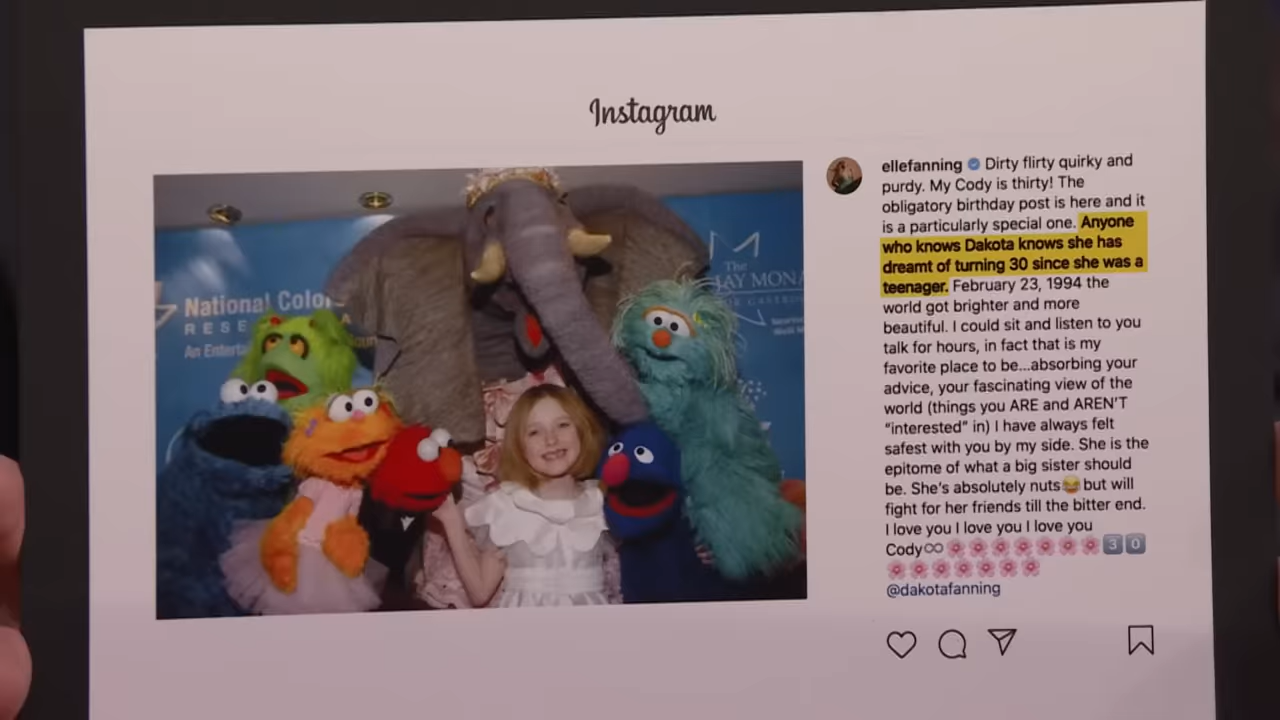 Instagram
National Color
RESE
An Entert
The
JAY MONA
ellefanning Dirty flirty quirky and
purdy. My Cody is thirty! The
obligatory birthday post is here and it
is a particularly special one. Anyone
who knows Dakota knows she has
dreamt of turning 30 since she was a
teenager. February 23, 1994 the
world got brighter and more
beautiful. I could sit and listen to you
talk for hours, in fact that is my
favorite place to be...absorbing your
advice, your fascinating view of the
world (things you ARE and AREN'T
“interested” in) I have always felt
safest with you by my side. She is the
epitome of what a big sister should
be. She's absolutely nuts😂 but will
fight for her friends till the bitter end.
I love you I love you I love you
Cody∞🌸🌸🌸🌸🌸🌸🌸3️⃣0️⃣
🌸🌸🌸🌸🌸🌸🌸
@dakotafanning